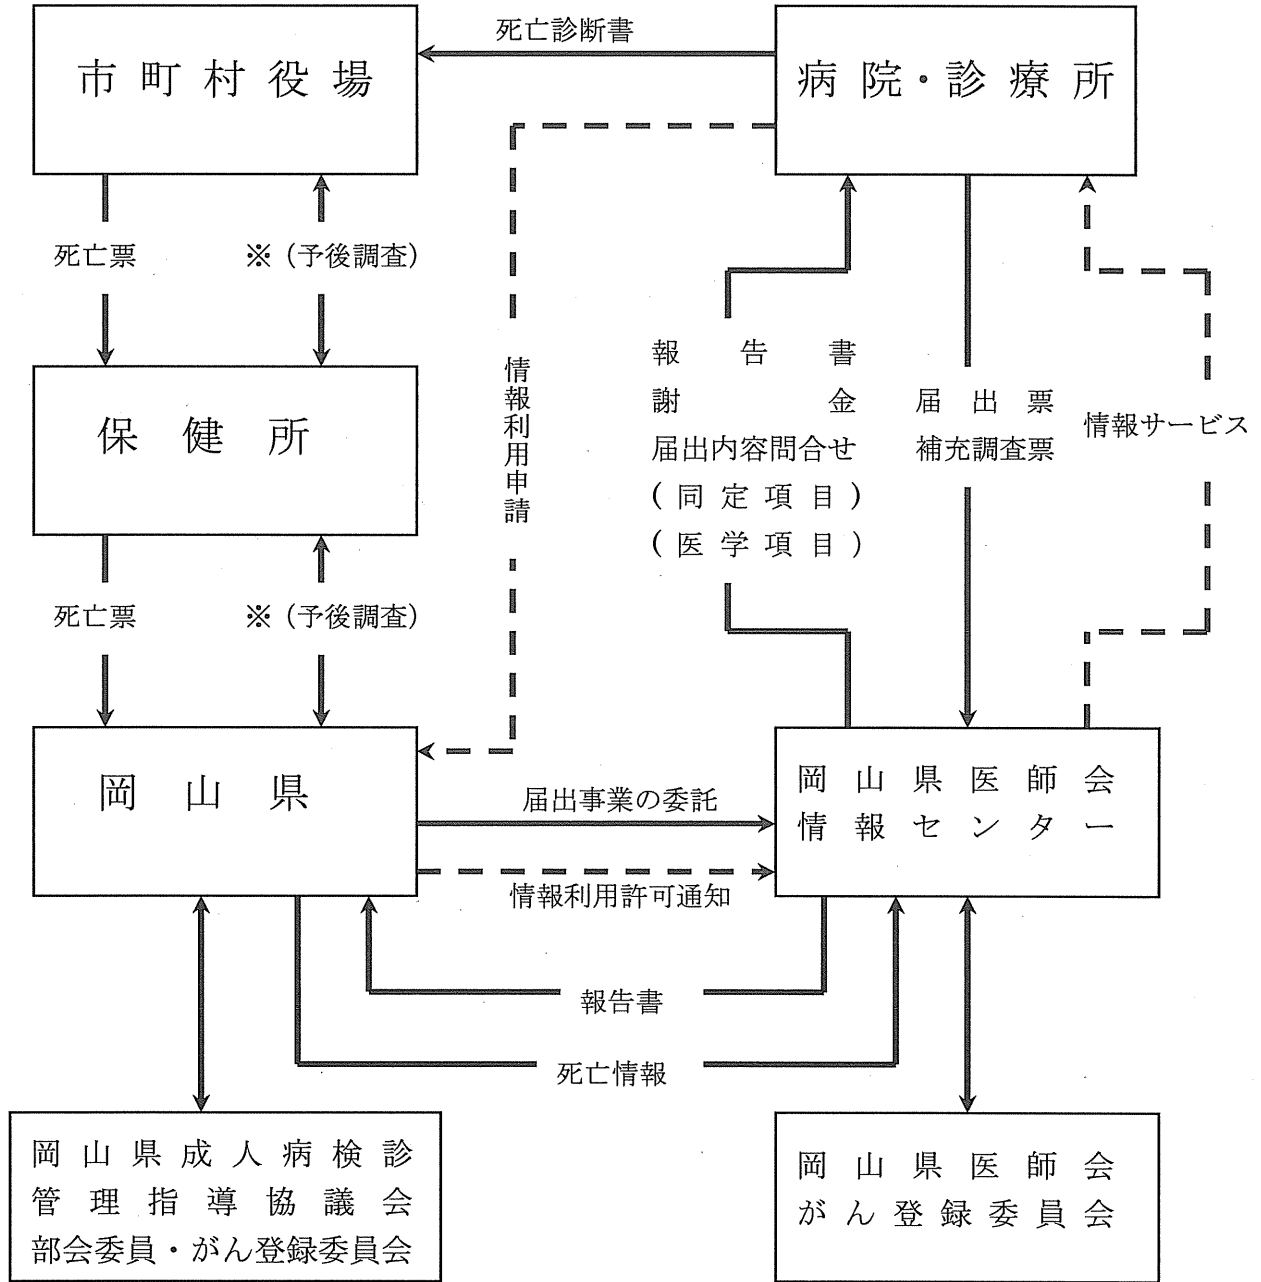 死亡診断書
市町村役場
病院・診療所
死亡票
※(予後調査)
情報利用申請
報告書
謝金
届出内容問合せ
(同定項目)
(医学項目)
届出票
補充調査票
情報サービス
保健所
死亡票
※(予後調査)
岡山県
届出事業の委託
情報利用許可通知
岡山県医師会
情報センター
報告書
死亡情報
岡山県成人病検診
管理指導協議会
部会委員・がん登録委員会
岡山県医師会
がん登録委員会